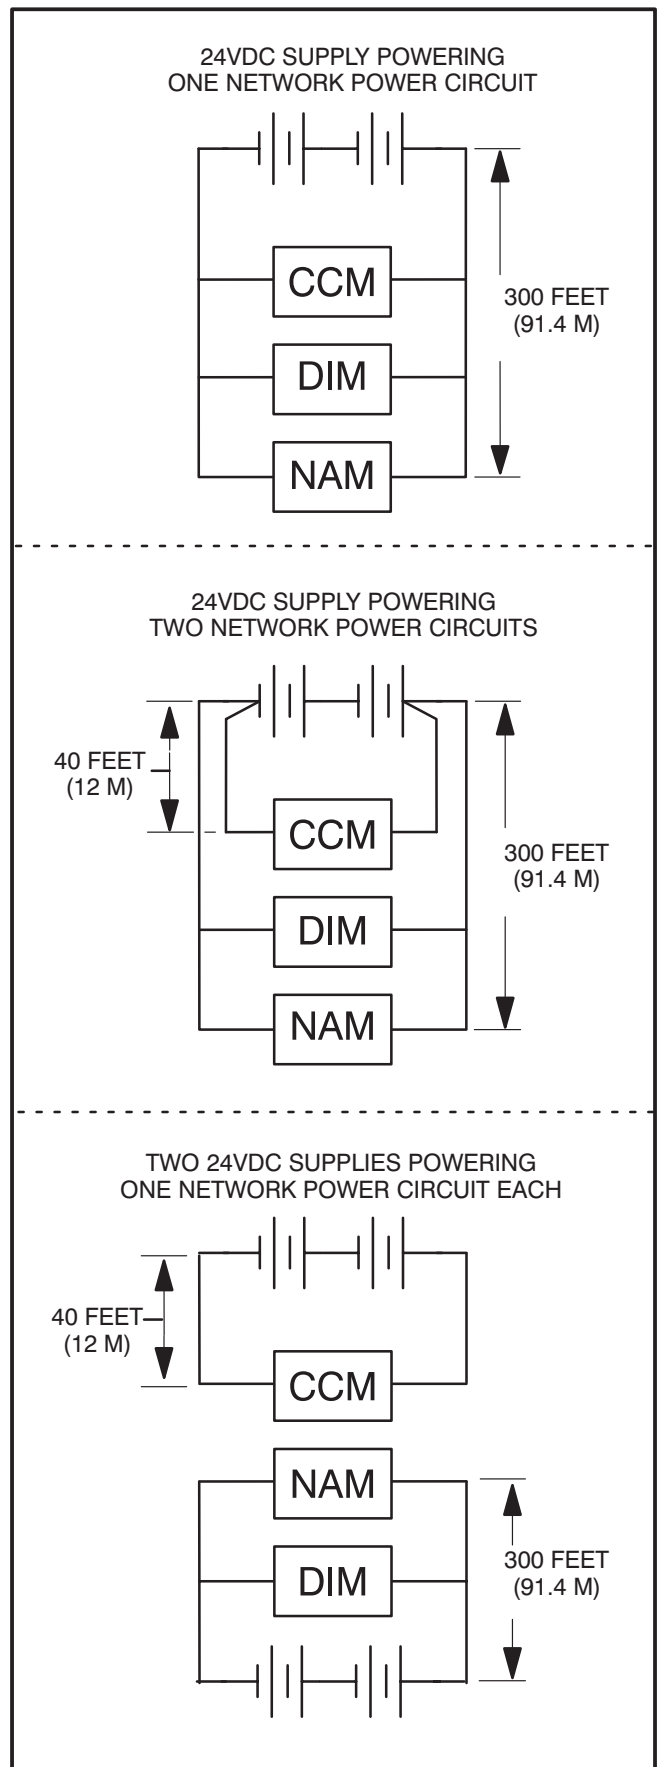 24VDC SUPPLY POWERING
ONE NETWORK POWER CIRCUIT
CCM
300 FEET
(91.4 M)
DIM
NAM
24VDC SUPPLY POWERING
TWO NETWORK POWER CIRCUITS
40 FEET
(12 M)
CCM
300 FEET
(91.4 M)
DIM
NAM
TWO 24VDC SUPPLIES POWERING
ONE NETWORK POWER CIRCUIT EACH
40 FEET
(12 M)
CCM
NAM
300 FEET
(91.4 M)
DIM